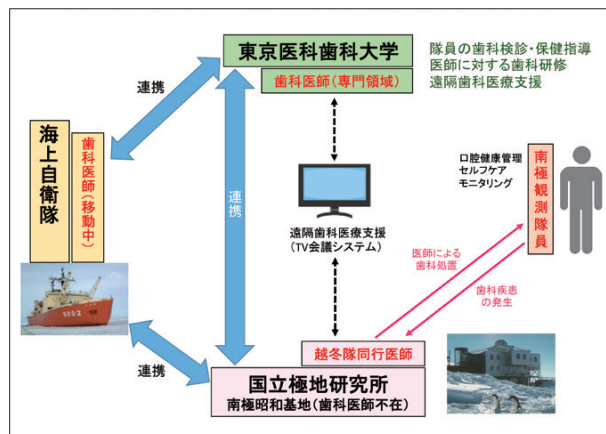 東京医科歯科大学
歯科医師(専門領域)
隊員の歯科検診・保健指導
医師に対する歯科研修
遠隔歯科医療支援
連携
海上自衛隊
歯科医師(移動中)
連携
遠隔歯科医療支援
(TV会議システム)
口腔健康管理
セルフケア
モニタリング
南極観測隊員
医師による
歯科処置
歯科疾患
の発生
5002
連携
越冬隊同行医師
国立極地研究所
南極昭和基地(歯科医師不在)